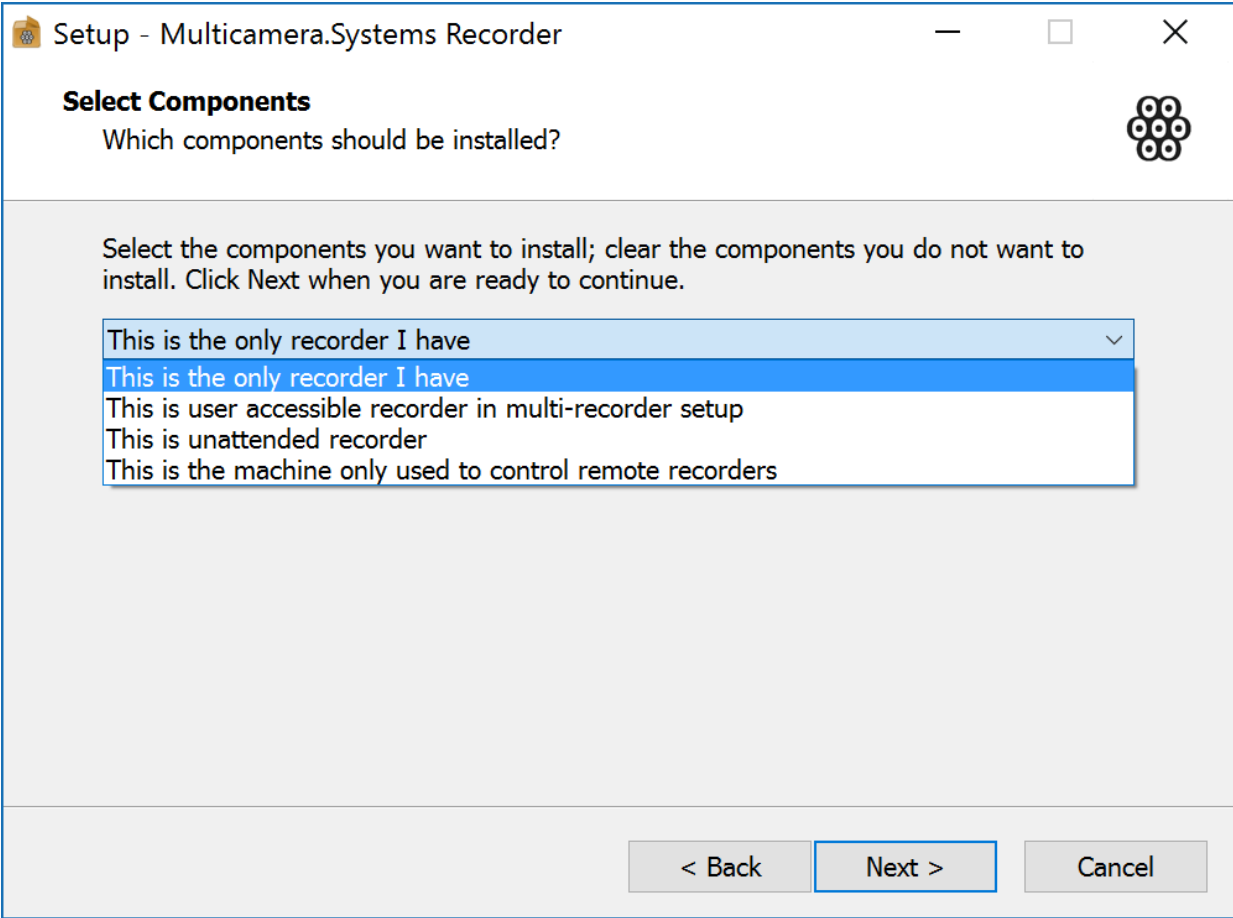 Setup - Multicamera.Systems Recorder
Select Components
Which components should be installed?
Select the components you want to install; clear the components you do not want to
install. Click Next when you are ready to continue.
This is the only recorder I have
This is the only recorder I have
This is user accessible recorder in multi-recorder setup
This is unattended recorder
This is the machine only used to control remote recorders
< Back
Next >
Cancel